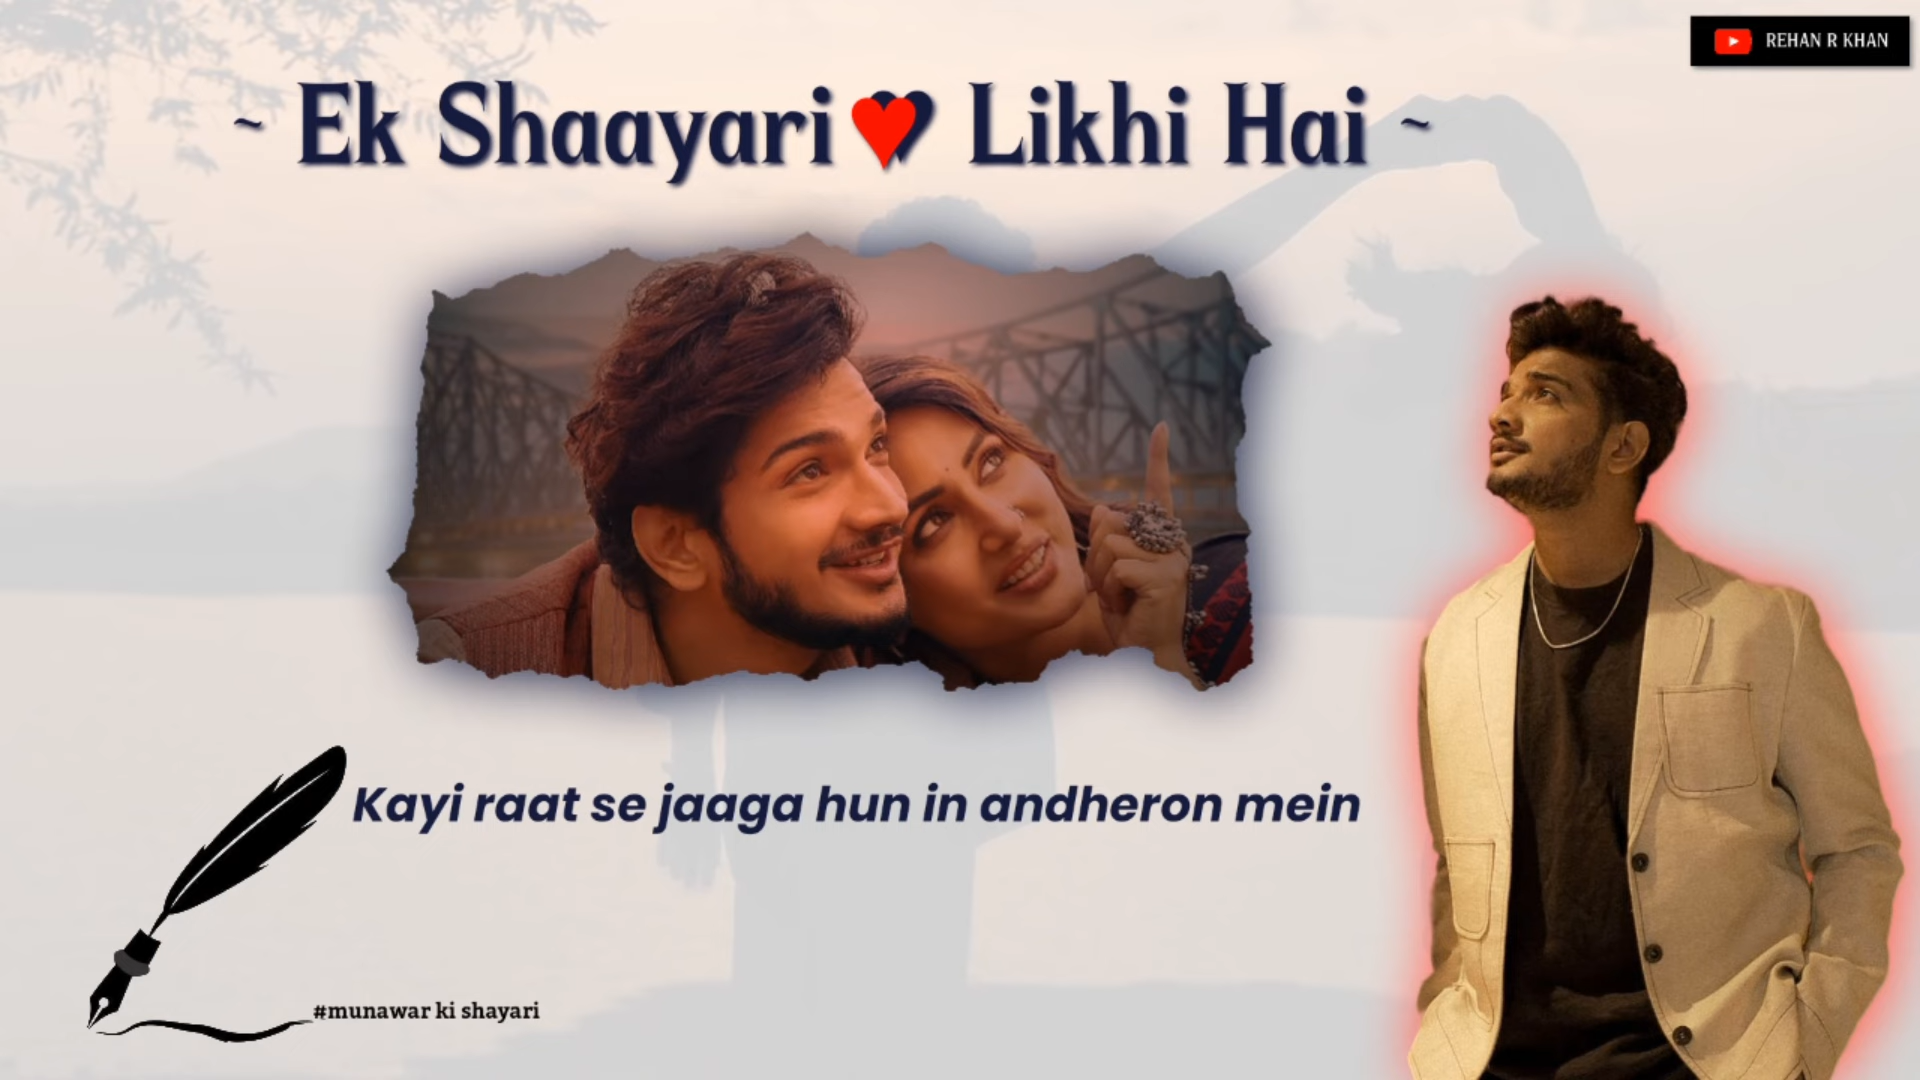 REHAN R KHAN
~ Ek Shaayari ♥ Likhi Hai ~
Kayi raat se jaaga hun in andheron mein
#munawar ki shayari